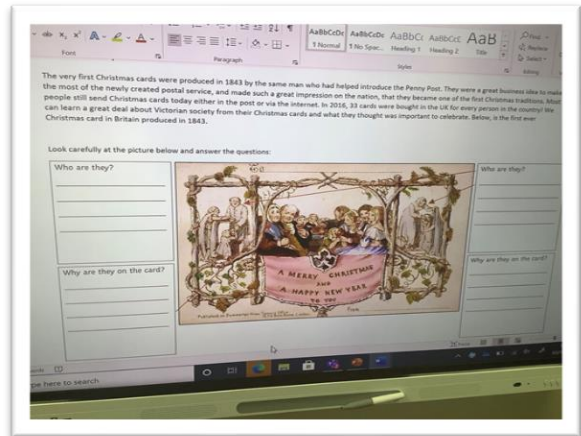 abc x₂ x²
AaBbCcDc AaBbCcDc AaBbCc AaBbCcC AaB
1 Normal 1 No Spac... Heading 1 Heading 2 Title
Replace
Select
Font
Paragraph
Styles
Editing
The very first Christmas cards were produced in 1843 by the same man who had helped introduce the Penny Post. They were a great business idea to make
the most of the newly created postal service, and made such a great impression on the nation, that they became one of the first Christmas traditions. Most
people still send Christmas cards today either in the post or via the internet. In 2016, 33 cards were bought in the UK for every person in the country! We
can learn a great deal about Victorian society from their Christmas cards and what they thought was important to celebrate. Below, is the first ever
Christmas card in Britain produced in 1843.
Look carefully at the picture below and answer the questions:
Who are they?
Who are they?
Why are they on the card?
Why are they on the card?
A MERRY CHRISTMAS
AND
A HAPPY NEW YEAR
TO YOU
From
Published at
Type here to search